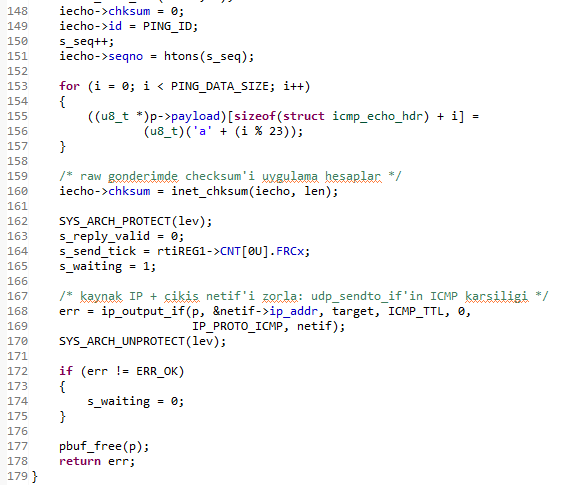 148 iecho->chksum = 0;
149 iecho->id = PING_ID;
150 s_seq++;
151 iecho->seqno = htons(s_seq);
152
153 for (i = 0; i < PING_DATA_SIZE; i++)
154 {
155 ((u8_t *)p->payload)[sizeof(struct icmp_echo_hdr) + i] =
156 (u8_t)('a' + (i % 23));
157 }
158
159 /* raw gonderimde checksum'i uygulama hesaplar */
160 iecho->chksum = inet_chksum(iecho, len);
161
162 SYS_ARCH_PROTECT(lev);
163 s_reply_valid = 0;
164 s_send_tick = rtiREG1->CNT[0U].FRCx;
165 s_waiting = 1;
166
167 /* kaynak IP + cikis netif'i zorla: udp_sendto_if'in ICMP karsiligi */
168 err = ip_output_if(p, &netif->ip_addr, target, ICMP_TTL, 0,
169 IP_PROTO_ICMP, netif);
170 SYS_ARCH_UNPROTECT(lev);
171
172 if (err != ERR_OK)
173 {
174 s_waiting = 0;
175 }
176
177 pbuf_free(p);
178 return err;
179 }